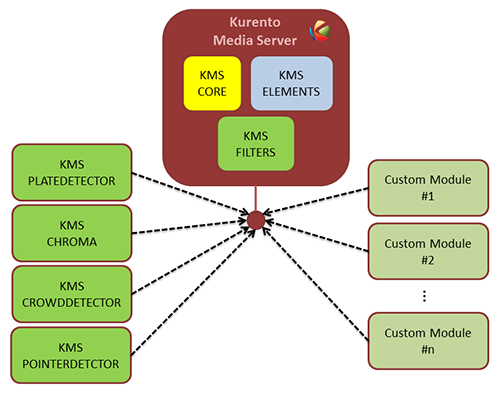 Kurento
Media Server
KMS
CORE
KMS
ELEMENTS
KMS
FILTERS
KMS
PLATEDETECTOR
KMS
CHROMA
KMS
CROWDDETECTOR
KMS
POINTERDETCTOR
Custom Module
#1
Custom Module
#2
...
Custom Module
#n